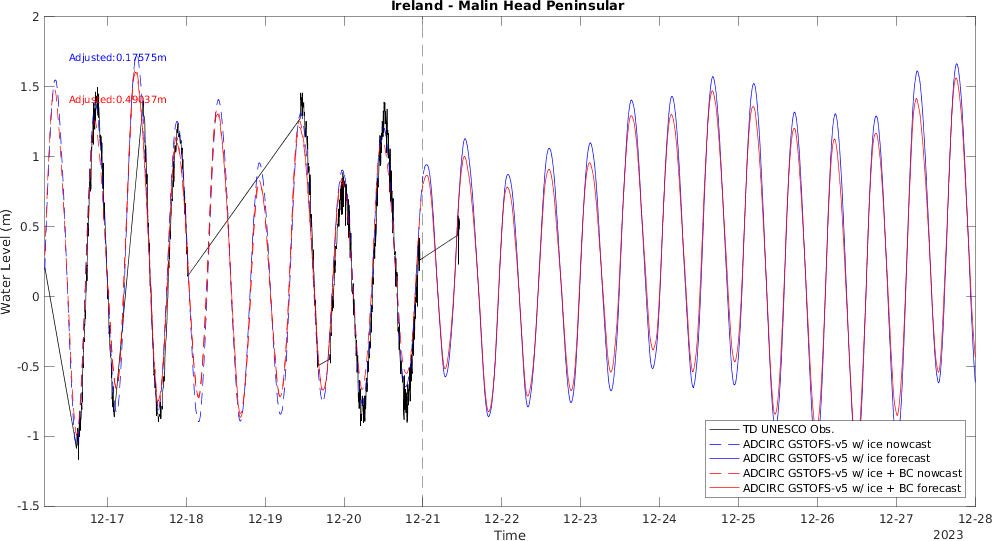 Ireland - Malin Head Peninsular
Water Level (m)
2
1.5
1
0.5
0
-0.5
-1
-1.5
Adjusted:0.17575m
Adjusted:0.49637m
TD UNESCO Obs.
ADCIRC GSTOFS-v5 w/ ice nowcast
ADCIRC GSTOFS-v5 w/ ice forecast
ADCIRC GSTOFS-v5 w/ ice + BC nowcast
ADCIRC GSTOFS-v5 w/ ice + BC forecast
12-17 12-18 12-19 12-20 12-21 12-22 12-23 12-24 12-25 12-26 12-27 12-28
Time
2023